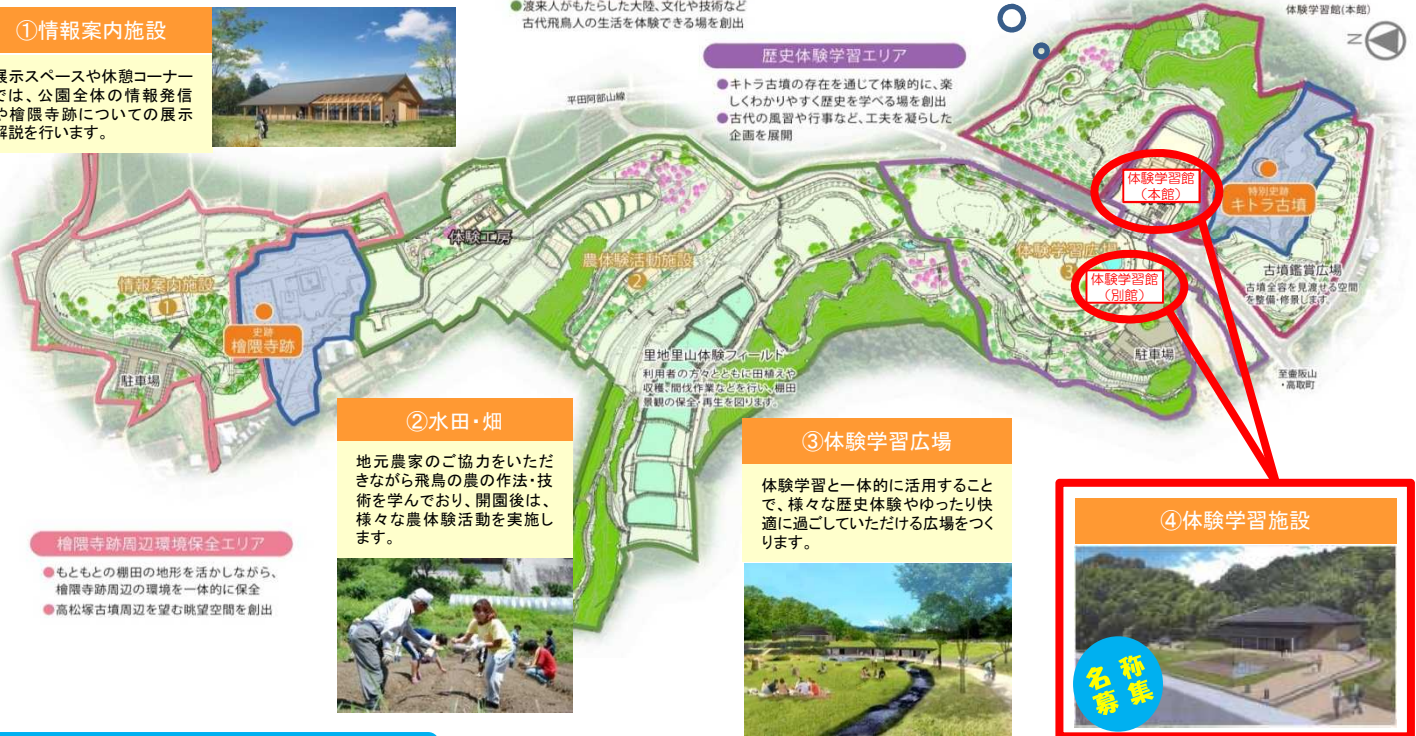 ●渡来人がもたらした大陸、文化や技術など
古代飛鳥人の生活を体験できる場を創出
体験学習館(本館)
N
①情報案内施設
展示スペースや休憩コーナー
では、公園全体の情報発信
や檜隈寺跡についての展示
解説を行います。
歴史体験学習エリア
●キトラ古墳の存在を通じて体験的に、楽
しくわかりやすく歴史を学べる場を創出
●古代の風習や行事など、工夫を凝らした
企画を展開
平田阿部山線
体験学習館
(本館)
特別史跡
キトラ古墳
体験工房
農体験活動施設
2
体験学習広場
3
体験学習館
(別館)
古墳鑑賞広場
古墳全容を見渡せる空間
を整備・修景します。
情報案内施設
1
史跡
檜隈寺跡
駐車場
里地里山体験フィールド
利用者の方々とともに田植えや
収穫、間伐作業などを行い、棚田
景観の保全・再生を図ります。
駐車場
至壷阪山
・高取町
②水田・畑
地元農家のご協力をいただ
きながら飛鳥の農の作法・技
術を学んでおり、開園後は、
様々な農体験活動を実施し
ます。
③体験学習広場
体験学習と一体的に活用すること
で、様々な歴史体験やゆったり快
適に過ごしていただける広場をつく
ります。
④体験学習施設
名称
募集
檜隈寺跡周辺環境保全エリア
●もともとの棚田の地形を活かしながら、
檜隈寺跡周辺の環境を一体的に保全
●高松塚古墳周辺を望む眺望空間を創出